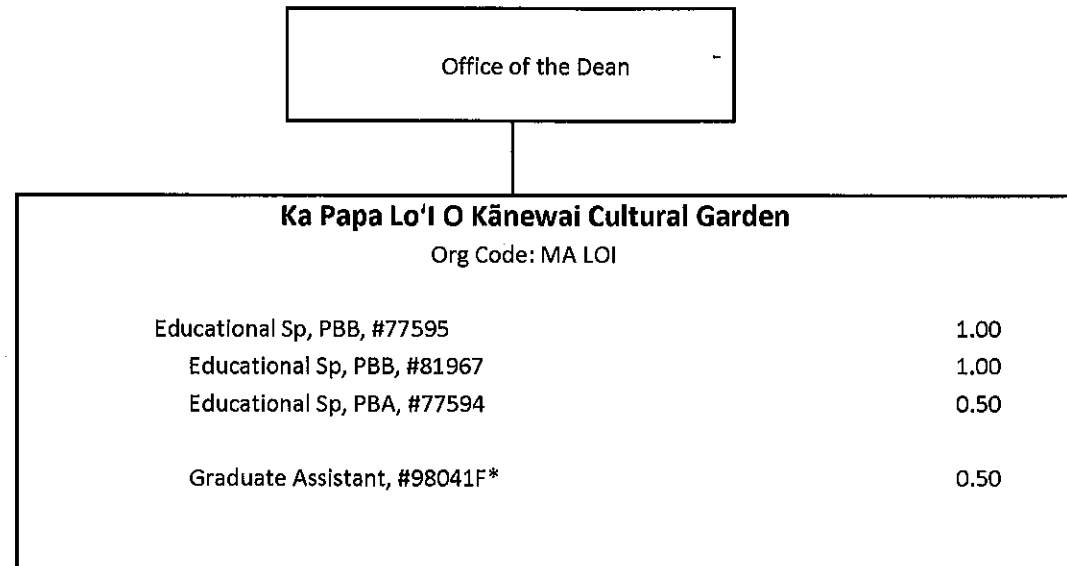 Office of the Dean
Ka Papa LoʻI O Kānewai Cultural Garden
Org Code: MA LOI
Educational Sp, PBB, #77595 1.00
Educational Sp, PBB, #81967 1.00
Educational Sp, PBA, #77594 0.50
Graduate Assistant, #98041F* 0.50